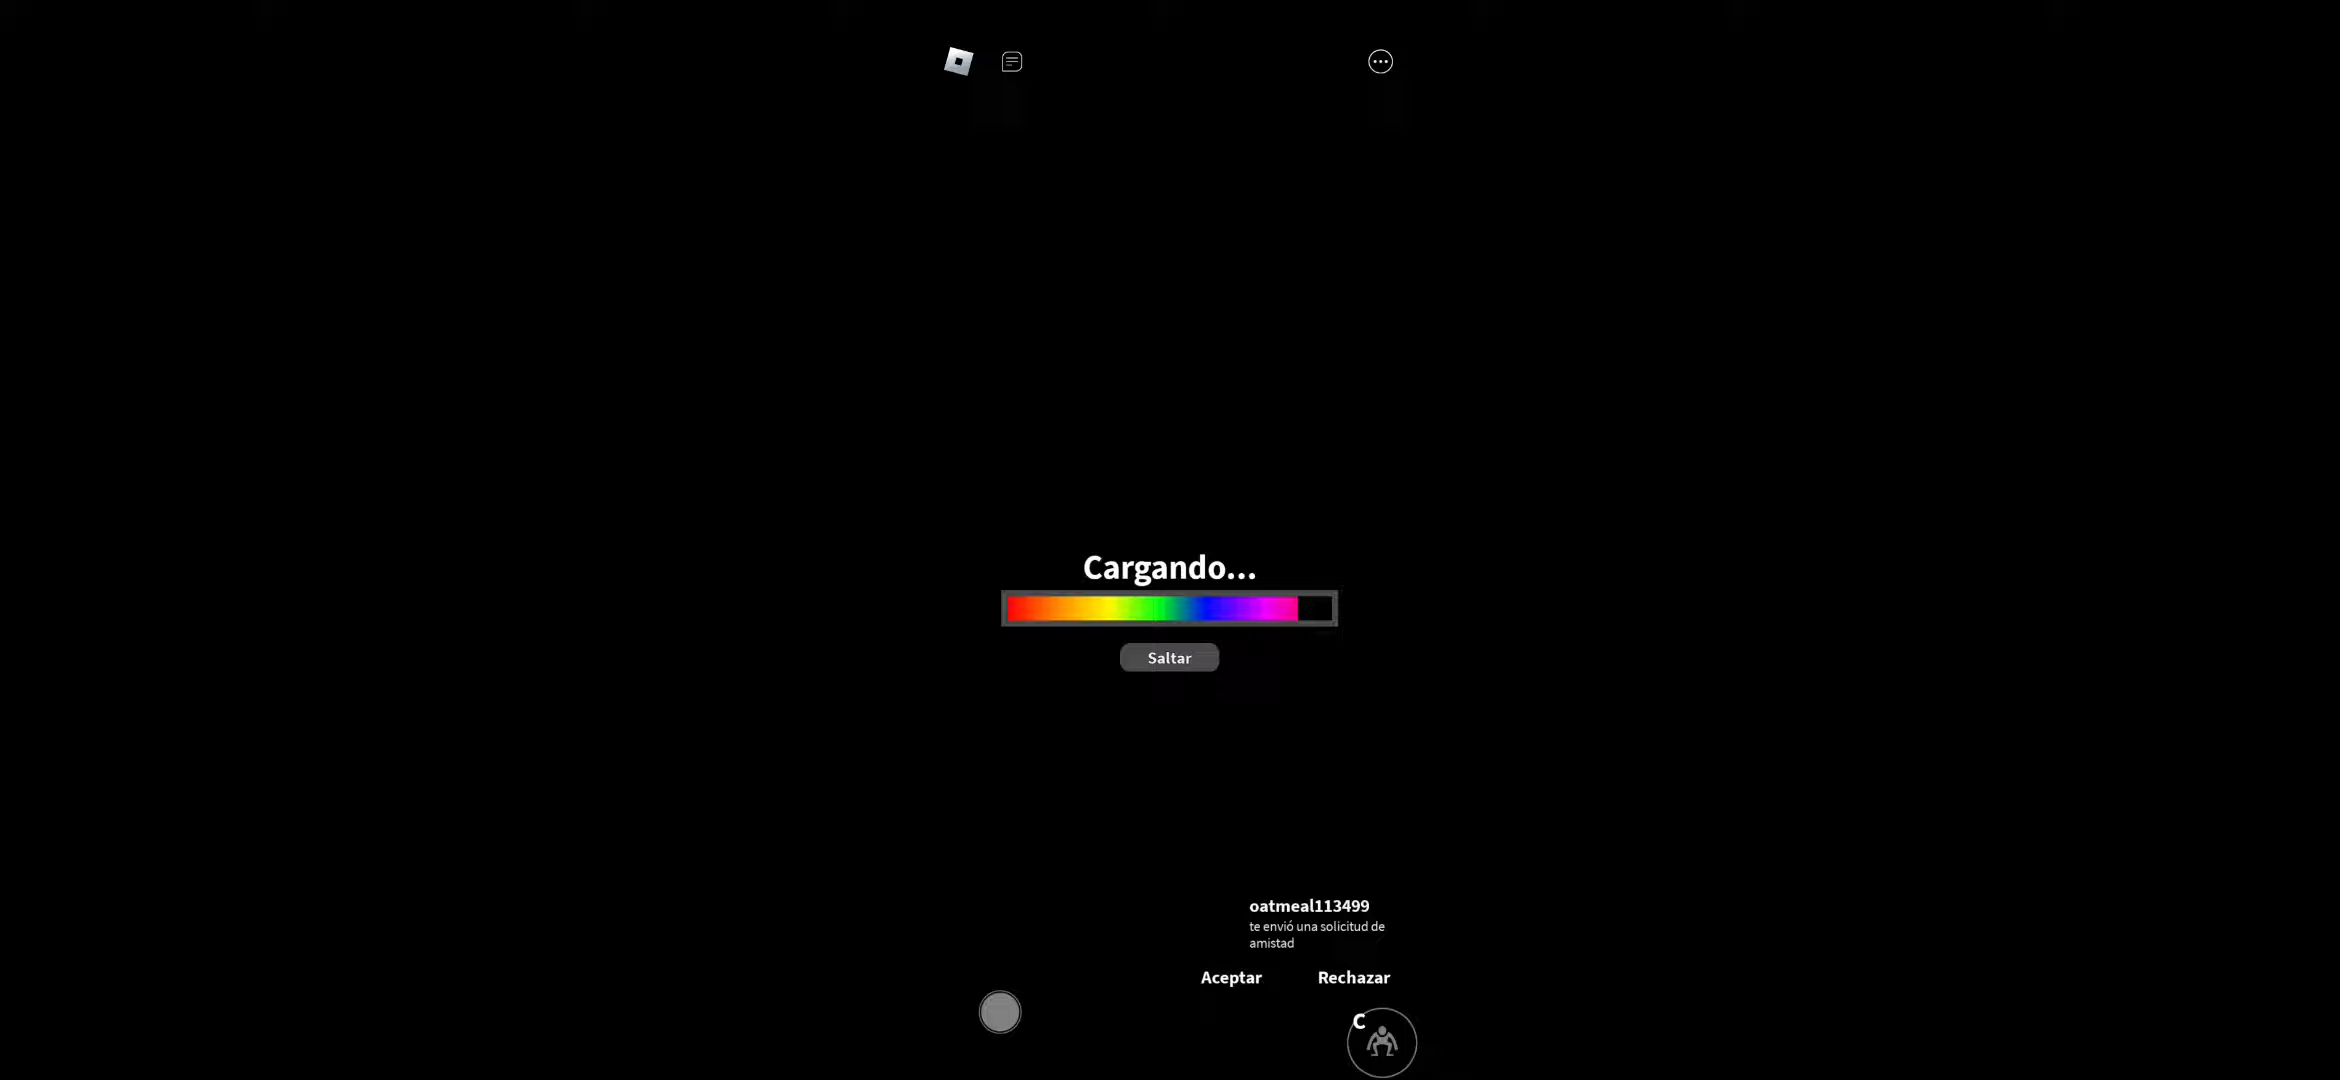 Cargando...
Saltar
oatmeal113499
te envió una solicitud de
amistad
Aceptar
Rechazar
C